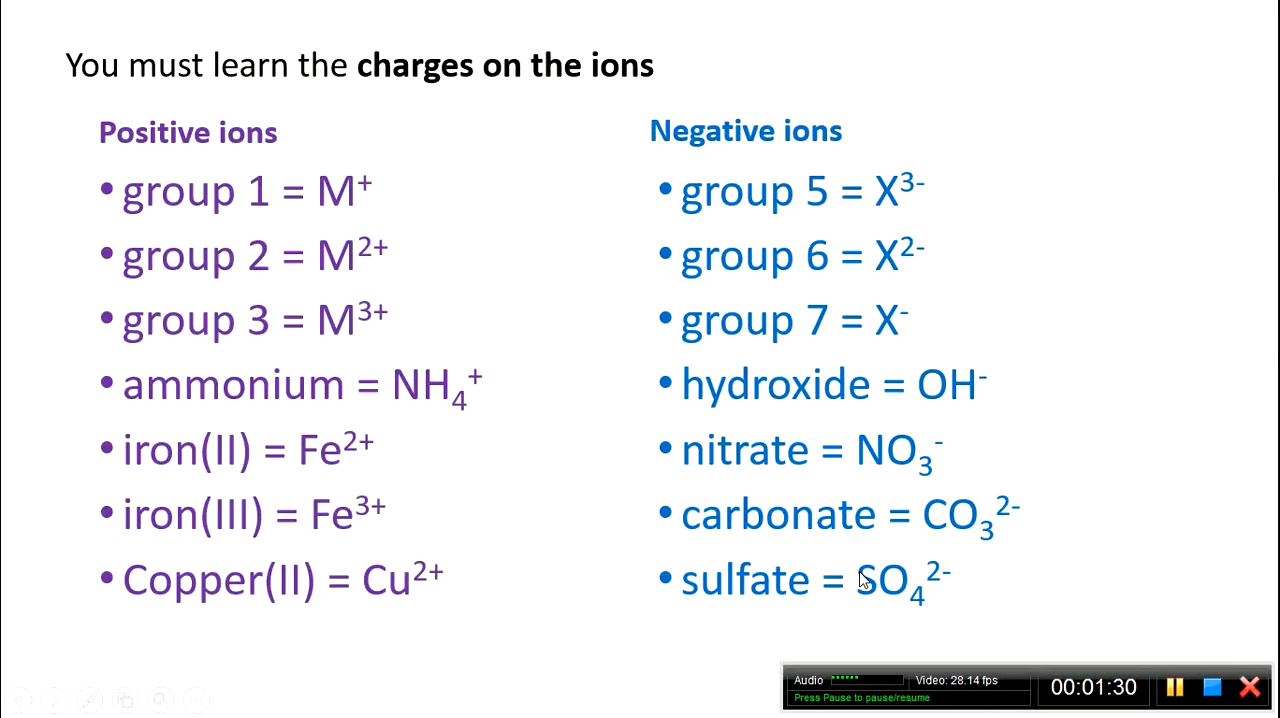 You must learn the charges on the ions
Positive ions
• group 1 = M⁺
• group 2 = M²⁺
• group 3 = M³⁺
• ammonium = NH₄⁺
• iron(II) = Fe²⁺
• iron(III) = Fe³⁺
• Copper(II) = Cu²⁺
Negative ions
• group 5 = X³⁻
• group 6 = X²⁻
• group 7 = X⁻
• hydroxide = OH⁻
• nitrate = NO₃⁻
• carbonate = CO₃²⁻
• sulfate = SO₄²⁻
Audio
Video: 28.14 fps
Press Pause to pause/resume
00:01:30